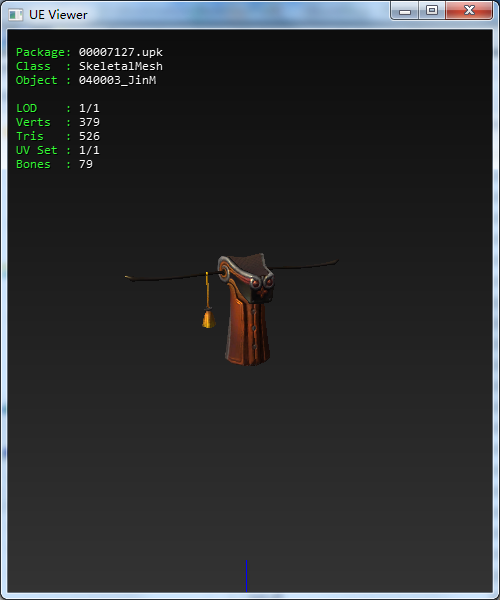 UE Viewer
Package: 00007127.upk
Class : SkeletalMesh
Object : 040003_JinM
LOD : 1/1
Verts : 379
Tris : 526
UV Set : 1/1
Bones : 79